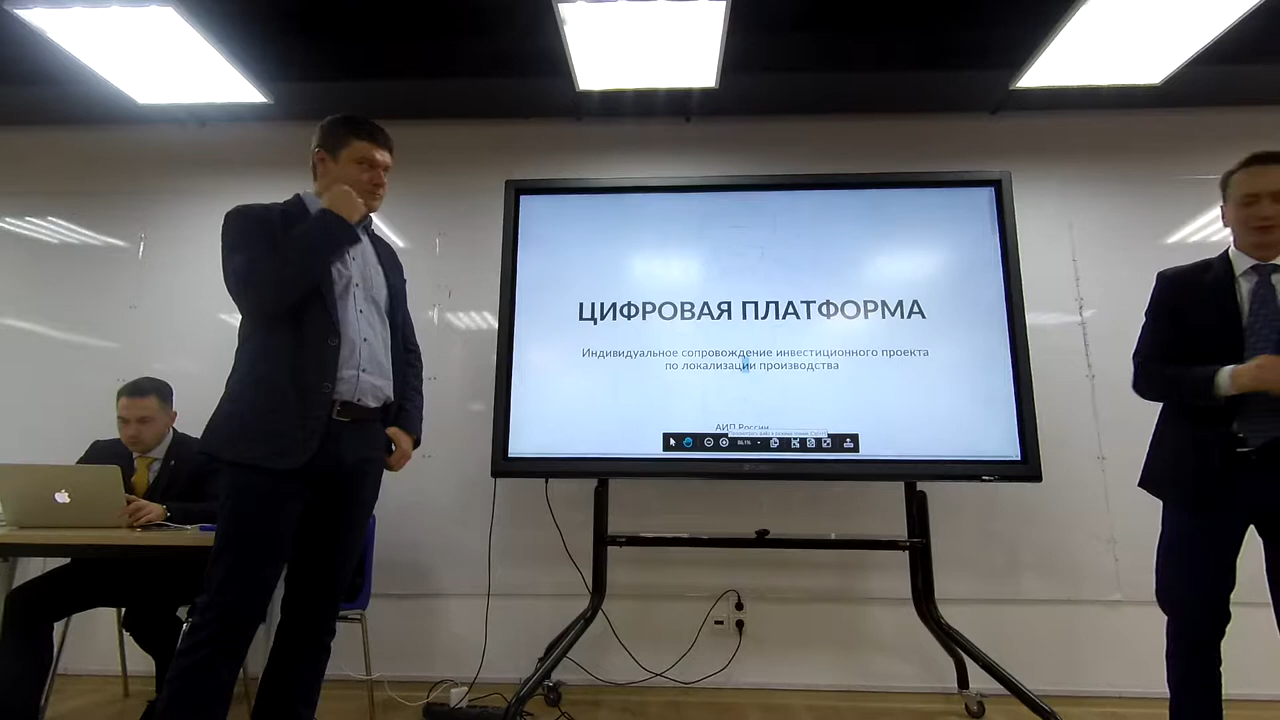 ЦИФРОВАЯ ПЛАТФОРМА
Индивидуальное сопровождение инвестиционного проекта
по локализации производства
АИП России